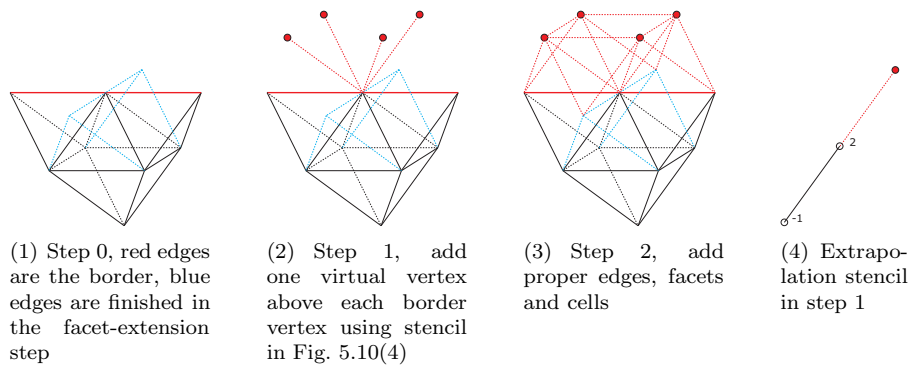 2
-1
(1) Step 0, red edges
are the border, blue
edges are finished in
the facet-extension
step
(2) Step 1, add
one virtual vertex
above each border
vertex using stencil
in Fig. 5.10(4)
(3) Step 2, add
proper edges, facets
and cells
(4) Extrapo-
lation stencil
in step 1